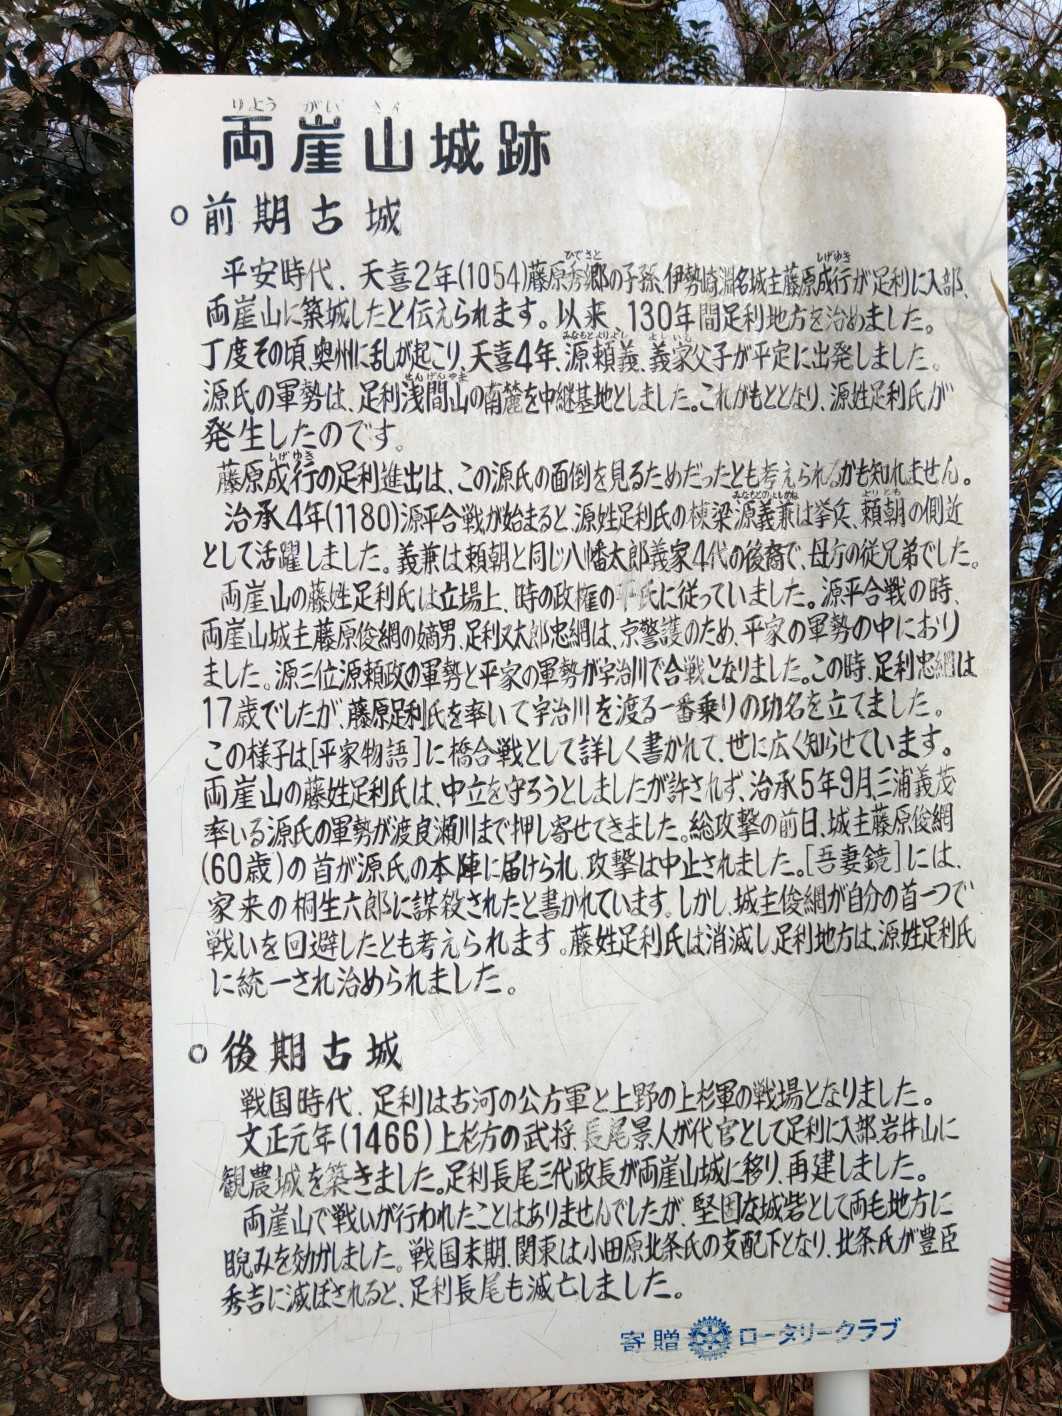 りょう がい さん
両崖山城跡
○前期古城
平安時代、天喜2年(1054)藤原秀郷の子孫、伊勢崎淵名城主藤原成行が足利に入部、
両崖山に築城したと伝えられます。以来、130年間足利地方を治めました。
丁度その頃、奥州に乱が起こり、天喜4年、源頼義、義家父子が平定に出発しました。
源氏の軍勢は、足利浅間山の南麓を中継基地としました。これがもととなり、源姓足利氏が
発生したのです。
藤原成行の足利進出は、この源氏の面倒を見るためだったとも考えられるかも知れません。
治承4年(1180)源平合戦が始まると、源姓足利氏の棟梁源義兼は挙兵、頼朝の側近
として活躍しました。義兼は頼朝と同じ八幡太郎義家4代の後裔で、母方の従兄弟でした。
両崖山の藤姓足利氏は立場上、時の政権の平氏に従っていました。源平合戦の時、
両崖山城主藤原俊綱の嫡男、足利又太郎忠綱は、京警護のため、平家の軍勢の中におり
ました。源三位源頼政の軍勢と平家の軍勢が宇治川で合戦となりました。この時、足利忠綱は
17歳でしたが、藤原足利氏を率いて宇治川を渡る一番乗りの功名を立てました。
この様子は[平家物語]に橋合戦として詳しく書かれて、世に広く知らせています。
両崖山の藤姓足利氏は、中立を守ろうとしましたが許されず、治承5年9月三浦義茂
率いる源氏の軍勢が渡良瀬川まで押し寄せてきました。総攻撃の前日、城主藤原俊綱
(60歳)の首が源氏の本陣に届けられ、攻撃は中止されました。[吾妻鏡]には、
家来の桐生六郎に謀殺されたと書かれています。しかし、城主俊綱が自分の首一つで
戦いを回避したとも考えられます。藤姓足利氏は消滅し足利地方は、源姓足利氏
に統一され治められました。
○後期古城
戦国時代、足利は古河の公方軍と上野の上杉軍の戦場となりました。
文正元年(1466)上杉方の武将、長尾景人が代官として足利に入部、岩井山に
観農城を築きました。足利長尾三代政長が両崖山城に移り、再建しました。
両崖山で戦いが行われたことはありませんでしたが、堅固な城砦として両毛地方に
睨みを効かしました。戦国末期、関東は小田原北条氏の支配下となり、北条氏が豊臣
秀吉に滅ぼされると、足利長尾も滅亡しました。
寄贈 ロータリークラブ